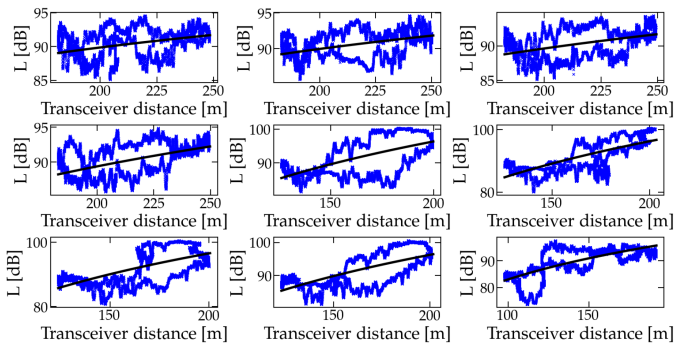 95 95
L [dB] 90 L [dB] 90 L [dB] 90
85 85
200 225 250 200 225 250 200 225 250
Transceiver distance [m] Transceiver distance [m] Transceiver distance [m]
95 100 100
L [dB] 90 L [dB] 90 L [dB]
80
200 225 250 150 200 150 200
Transceiver distance [m] Transceiver distance [m] Transceiver distance [m]
100 100
L [dB] L [dB] 90 L [dB] 90
80 80
150 200 150 200 100 150
Transceiver distance [m] Transceiver distance [m] Transceiver distance [m]